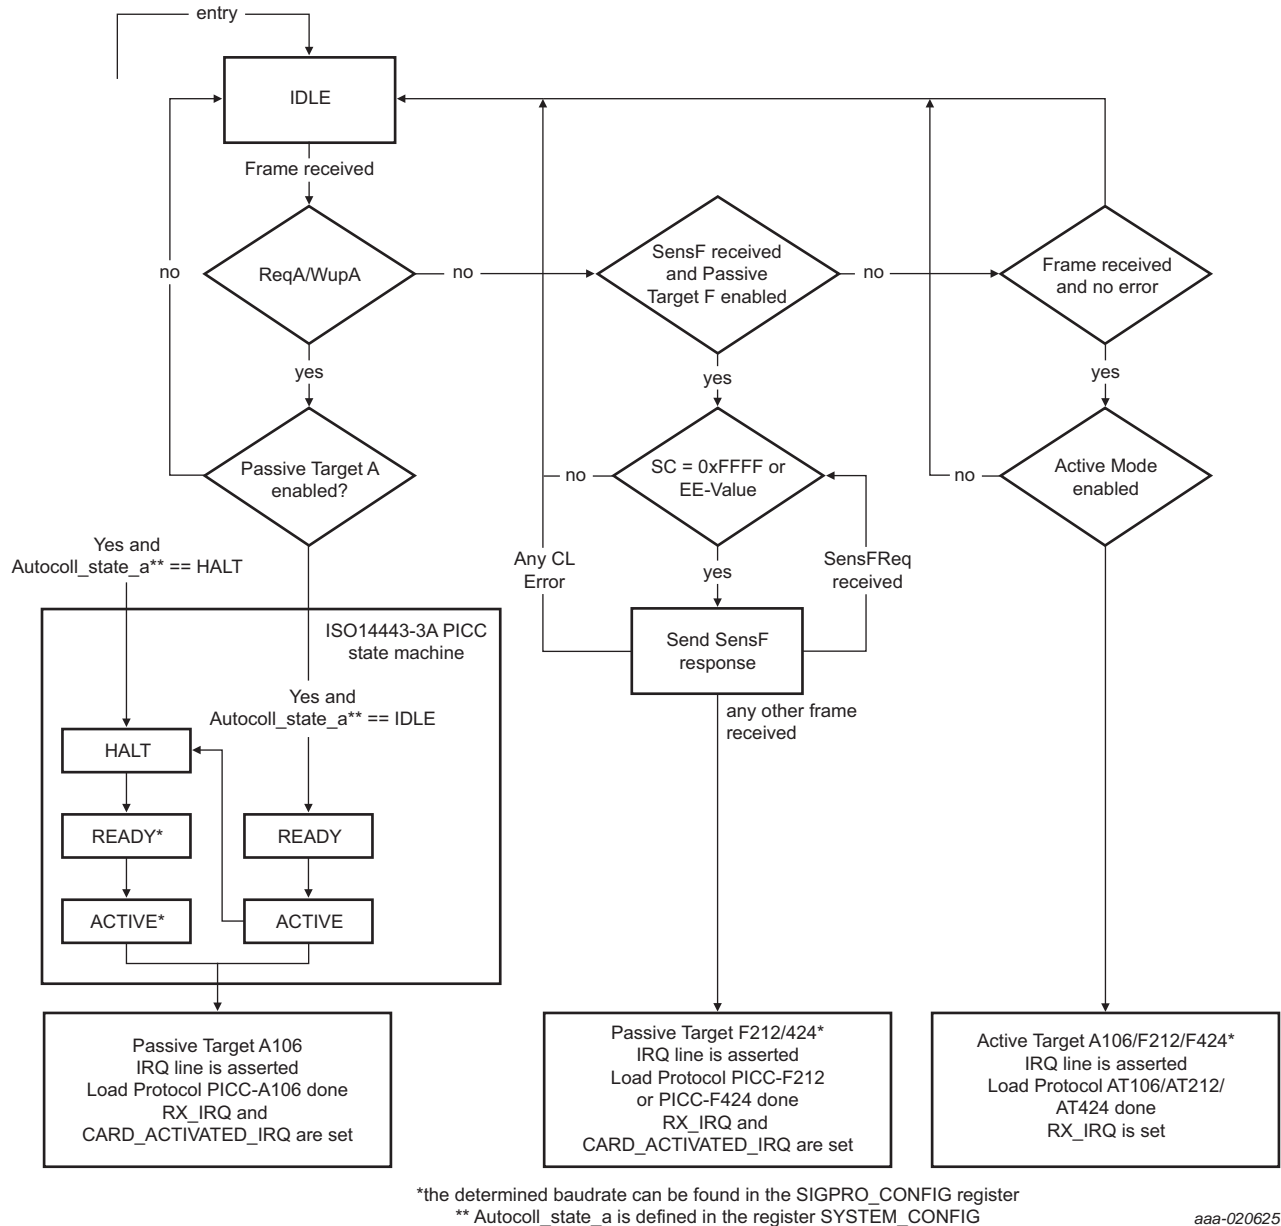 entry
IDLE
Frame received
ReqA/WupA
no
no
SensF received
and Passive
Target F enabled
no
Frame received
and no error
yes
yes
yes
Passive Target A
enabled?
no
SC = 0xFFFF or
EE-Value
no
Active Mode
enabled
Yes and
Autocoll_state_a** == HALT
Any CL
Error
yes
SensFReq
received
ISO14443-3A PICC
state machine
Send SensF
response
Yes and
Autocoll_state_a** == IDLE
any other frame
received
HALT
READY*
READY
ACTIVE*
ACTIVE
Passive Target A106
IRQ line is asserted
Load Protocol PICC-A106 done
RX_IRQ and
CARD_ACTIVATED_IRQ are set
Passive Target F212/424*
IRQ line is asserted
Load Protocol PICC-F212
or PICC-F424 done
RX_IRQ and
CARD_ACTIVATED_IRQ are set
Active Target A106/F212/F424*
IRQ line is asserted
Load Protocol AT106/AT212/
AT424 done
RX_IRQ is set
*the determined baudrate can be found in the SIGPRO_CONFIG register
** Autocoll_state_a is defined in the register SYSTEM_CONFIG
aaa-020625